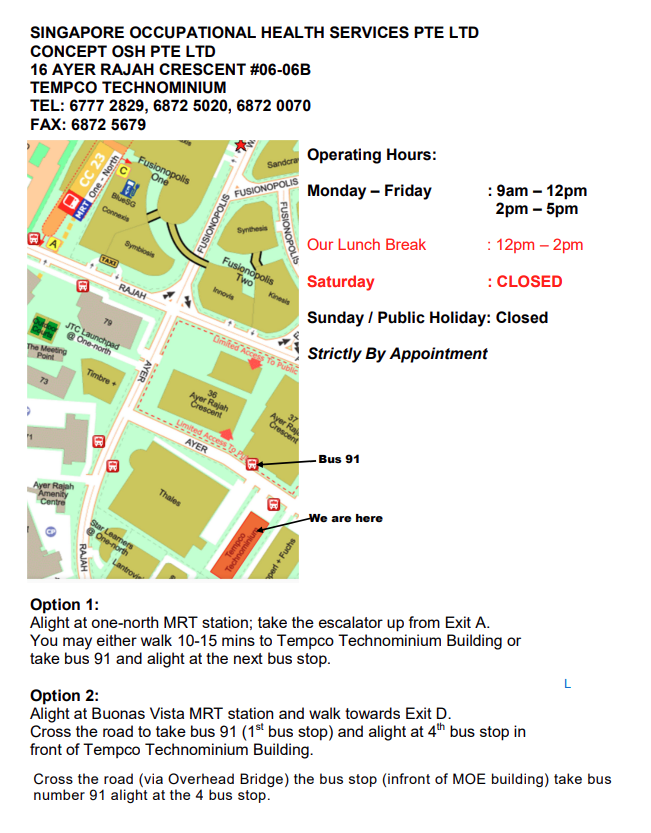 SINGAPORE OCCUPATIONAL HEALTH SERVICES PTE LTD
CONCEPT OSH PTE LTD
16 AYER RAJAH CRESCENT #06-06B
TEMPCO TECHNOMINIUM
TEL: 6777 2829, 6872 5020, 6872 0070
FAX: 6872 5679
Operating Hours:
Monday – Friday : 9am – 12pm
2pm – 5pm
Our Lunch Break : 12pm – 2pm
Saturday : CLOSED
Sunday / Public Holiday: Closed
Strictly By Appointment
CC 23
MRT One - North
C
A
BlueSG
Connexis
Symbiosis
TAXI
Fusionopolis
One
Sandcra
FUSIONOPOLIS
FUSIONOPOLIS
FUSIONOPOLIS
Synthesis
Fusionopolis
Two
Innovis
Kinesis
RAJAH
79
JTC Launchpad
@ One-north
The Meeting
Point
73
Timbre +
AYER
Limited Access To Public
36
Ayer Rajah
Crescent
37
Ayer Raj
Crescent
Limited Access To P
AYER
71
Ayer Rajah
Amenity
Centre
CP
Thales
Star Learners
@ One-north
RAJAH
Lantrovi
Tempco
Technominium
pert + Fuchs
Bus 91
We are here
Option 1:
Alight at one-north MRT station; take the escalator up from Exit A.
You may either walk 10-15 mins to Tempco Technominium Building or
take bus 91 and alight at the next bus stop.
L
Option 2:
Alight at Buonas Vista MRT station and walk towards Exit D.
Cross the road to take bus 91 (1st bus stop) and alight at 4th bus stop in
front of Tempco Technominium Building.
Cross the road (via Overhead Bridge) the bus stop (infront of MOE building) take bus
number 91 alight at the 4 bus stop.